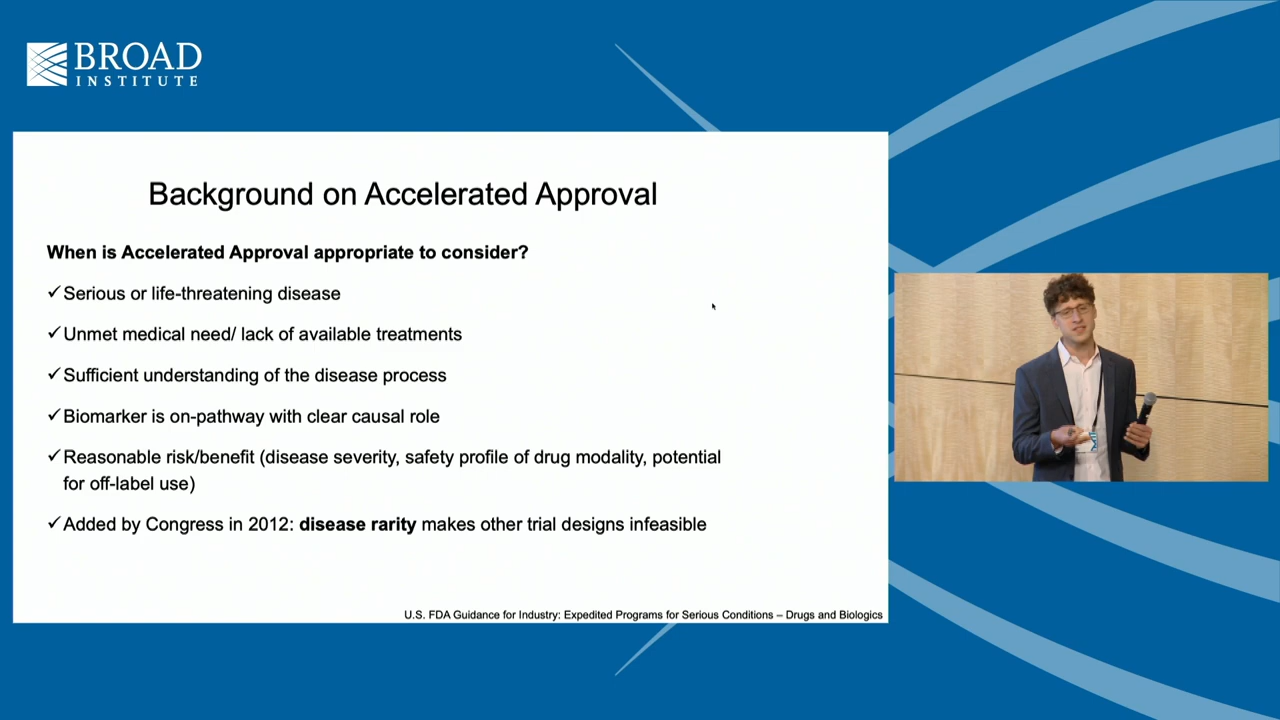 BROAD
INSTITUTE
Background on Accelerated Approval
When is Accelerated Approval appropriate to consider?
✓Serious or life-threatening disease
✓Unmet medical need/ lack of available treatments
✓Sufficient understanding of the disease process
✓Biomarker is on-pathway with clear causal role
✓Reasonable risk/benefit (disease severity, safety profile of drug modality, potential
for off-label use)
✓Added by Congress in 2012: disease rarity makes other trial designs infeasible
U.S. FDA Guidance for Industry: Expedited Programs for Serious Conditions – Drugs and Biologics